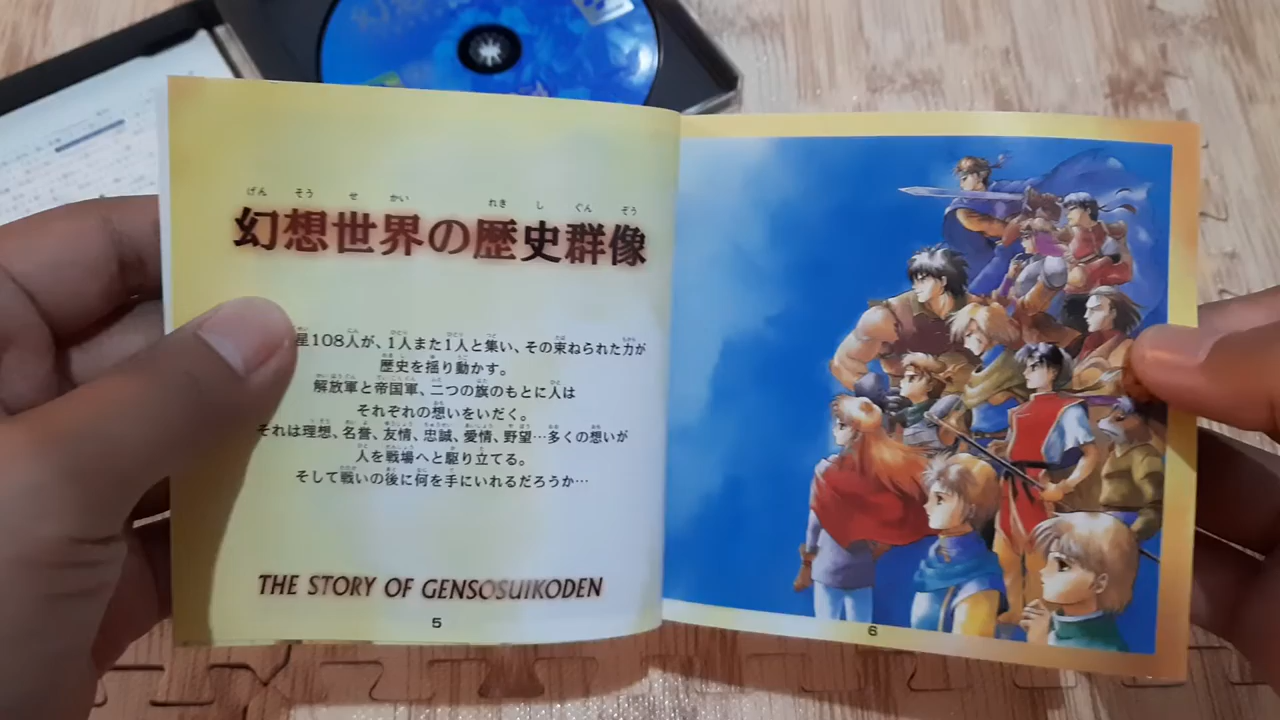 幻想世界の歴史群像
星108人が、1人また1人と集い、その束ねられた力が
歴史を揺り動かす。
解放軍と帝国軍、二つの旗のもとに人は
それぞれの想いをいだく。
それは理想、名誉、友情、忠誠、愛情、野望…多くの想いが
人を戦場へと駆り立てる。
そして戦いの後に何を手にいれるだろうか…
THE STORY OF GENSOSUIKODEN
5
6